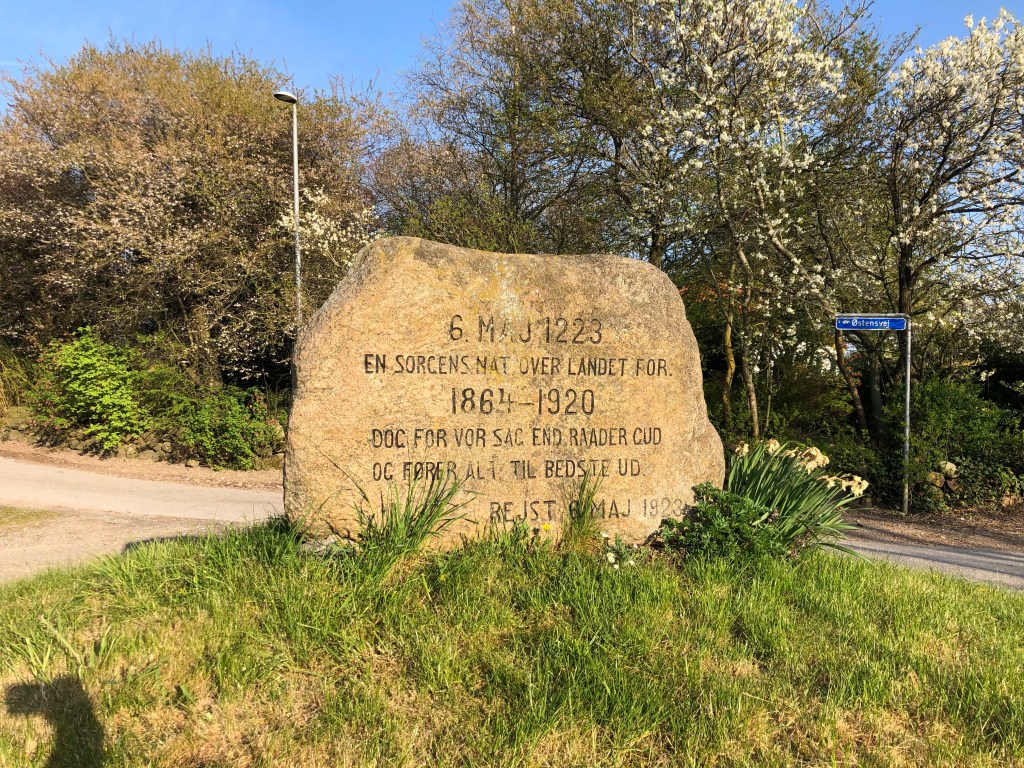 6 MAJ 1223
EN SORGENS NAT OVER LANDET FOR.
1864-1920
DOG FOR VOR SAG END RAADER GUD
OG FØRER ALT TIL BEDSTE UD.
REJST 6 MAJ 1923
Østensvej